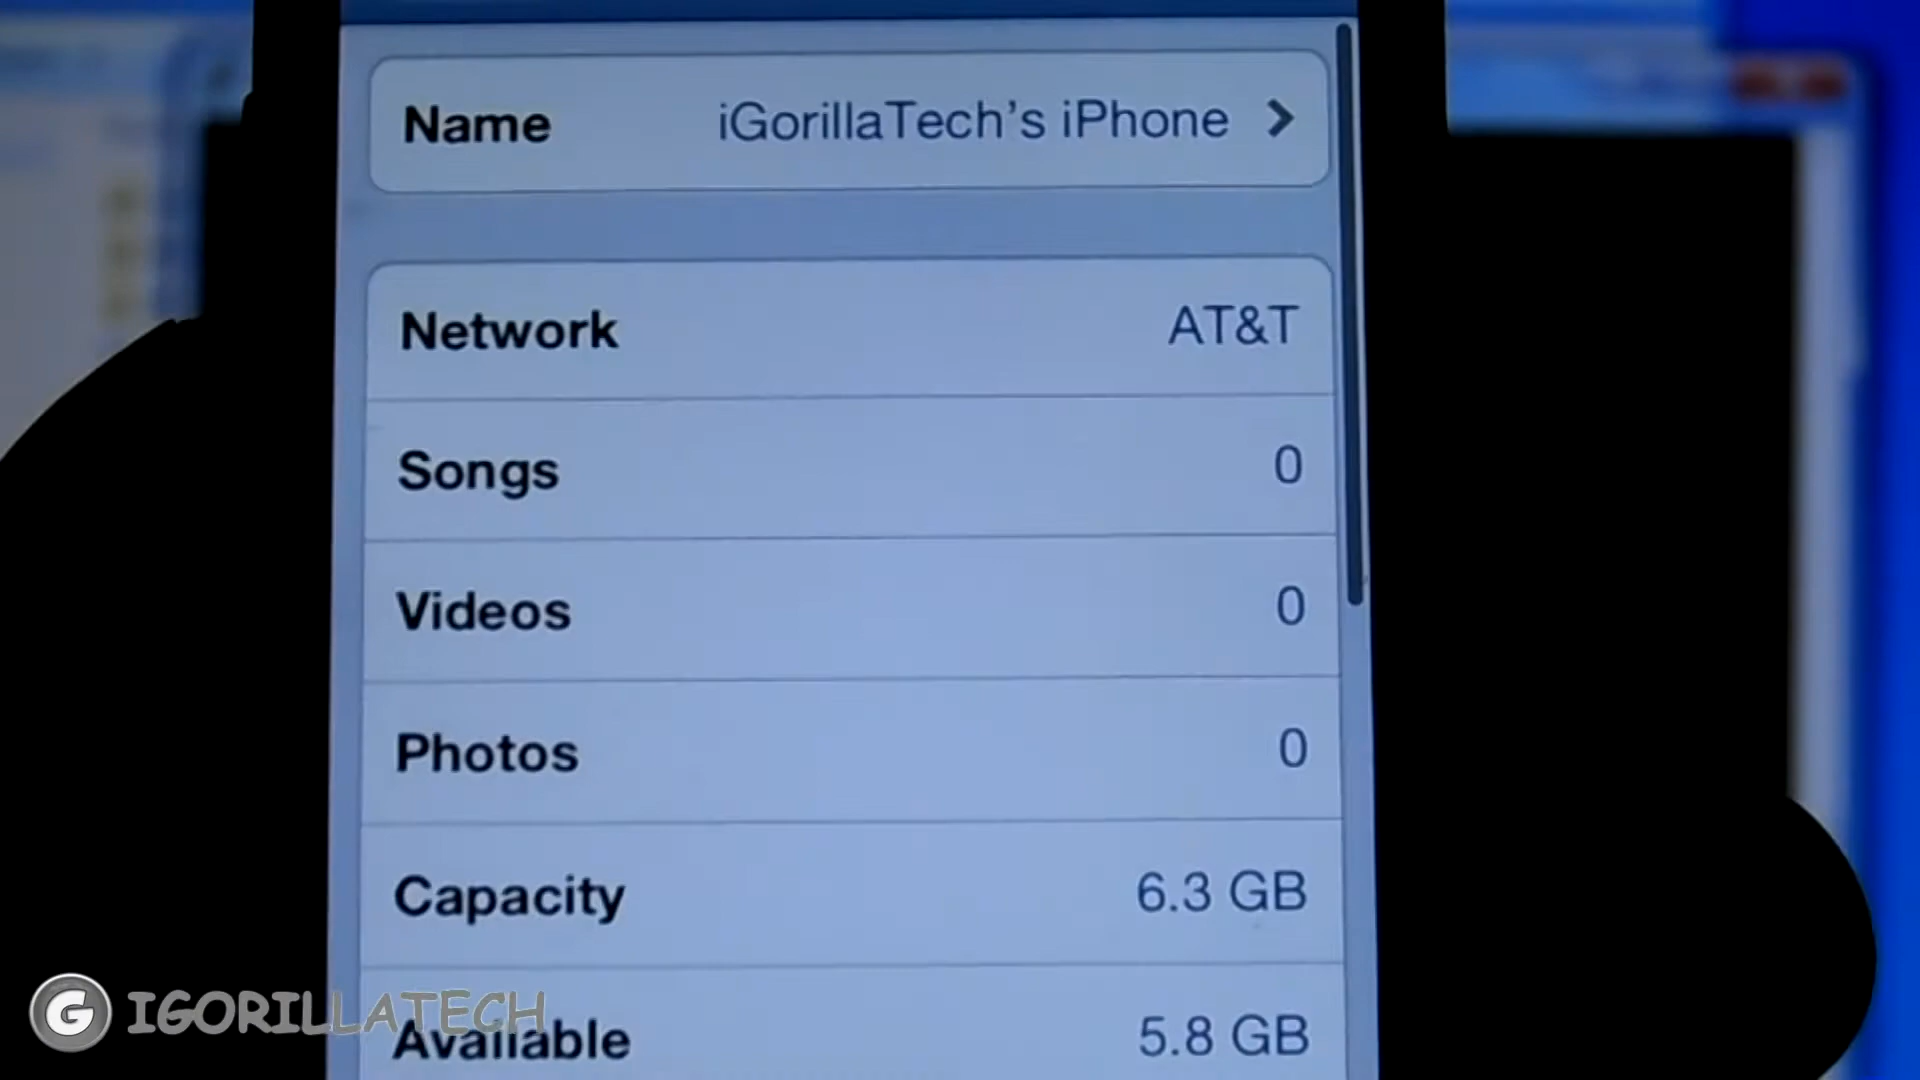 Name iGorillaTech's iPhone
Network AT&T
Songs 0
Videos 0
Photos 0
Capacity 6.3 GB
Available 5.8 GB
G IGORILLATECH